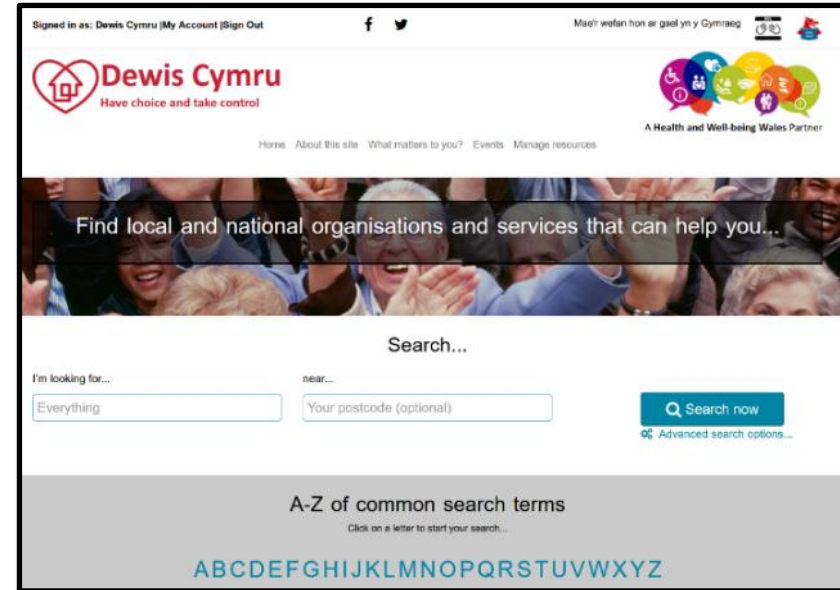 Signed in as: Dewis Cymru |My Account |Sign Out
Mae'r wefan hon ar gael yn y Gymraeg
Dewis Cymru
Have choice and take control
A Health and Well-being Wales Partner
Home About this site What matters to you? Events Manage resources
Find local and national organisations and services that can help you...
Search...
I'm looking for... near...
Everything Your postcode (optional) Search now
Advanced search options...
A-Z of common search terms
Click on a letter to start your search...
A B C D E F G H I J K L M N O P Q R S T U V W X Y Z